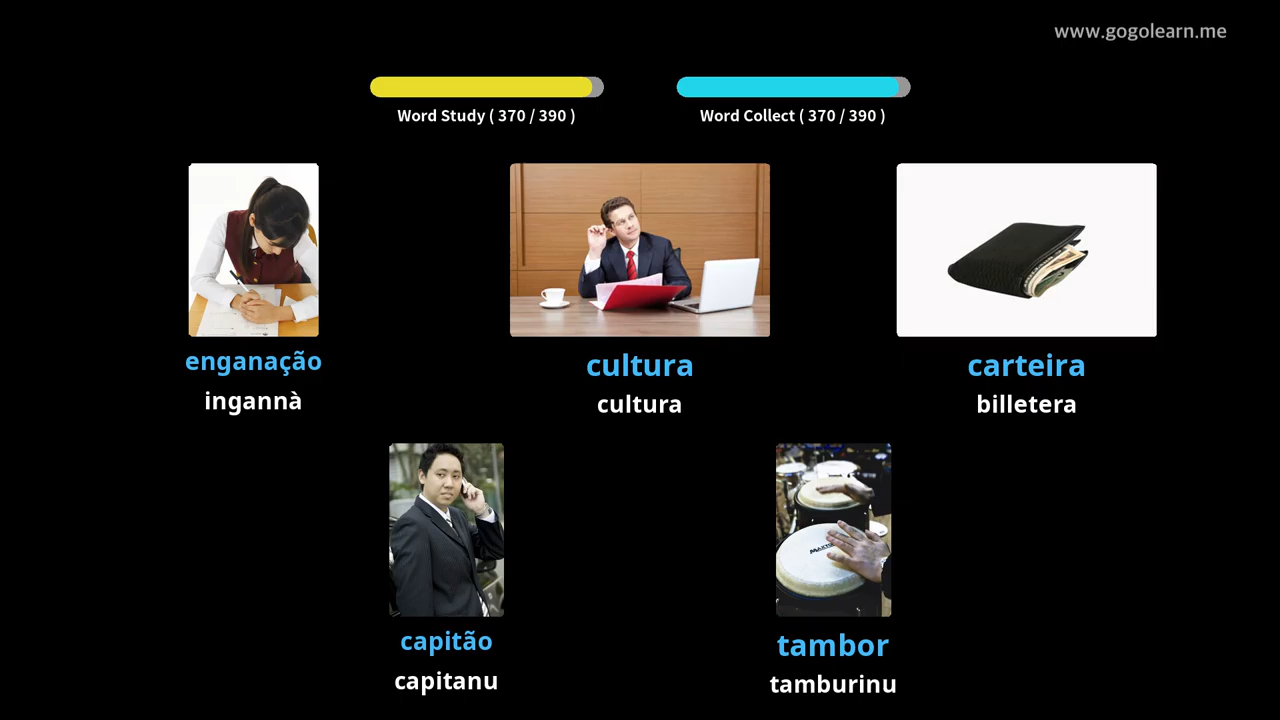 www.gogolearn.me
Word Study ( 370 / 390 )
Word Collect ( 370 / 390 )
enganação
ingannà
cultura
cultura
carteira
billetera
capitão
capitanu
tambor
tamburinu